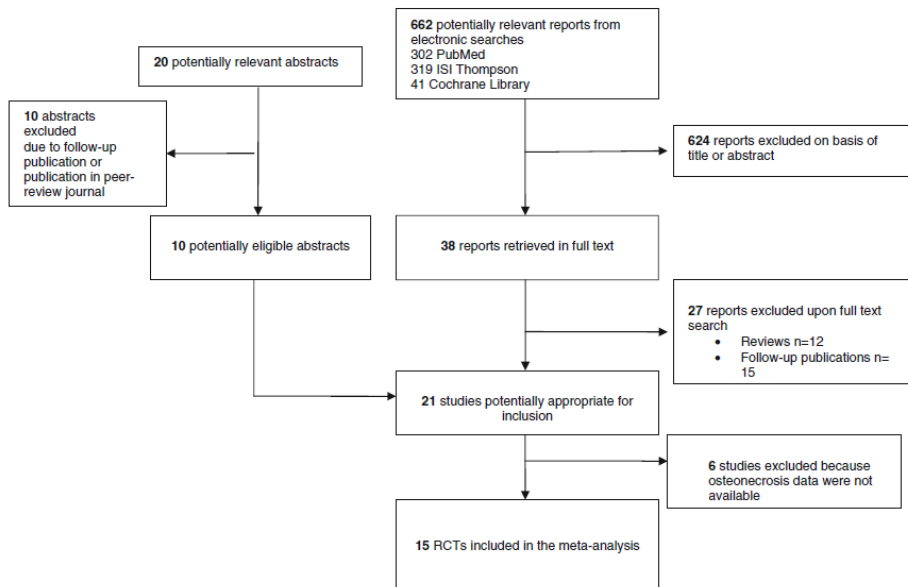 662 potentially relevant reports from
electronic searches
302 PubMed
319 ISI Thompson
41 Cochrane Library
20 potentially relevant abstracts
10 abstracts
excluded
due to follow-up
publication or
publication in peer-
review journal
624 reports excluded on basis of
title or abstract
10 potentially eligible abstracts
38 reports retrieved in full text
27 reports excluded upon full text
search
• Reviews n=12
• Follow-up publications n=
15
21 studies potentially appropriate for
inclusion
6 studies excluded because
osteonecrosis data were not
available
15 RCTs included in the meta-analysis